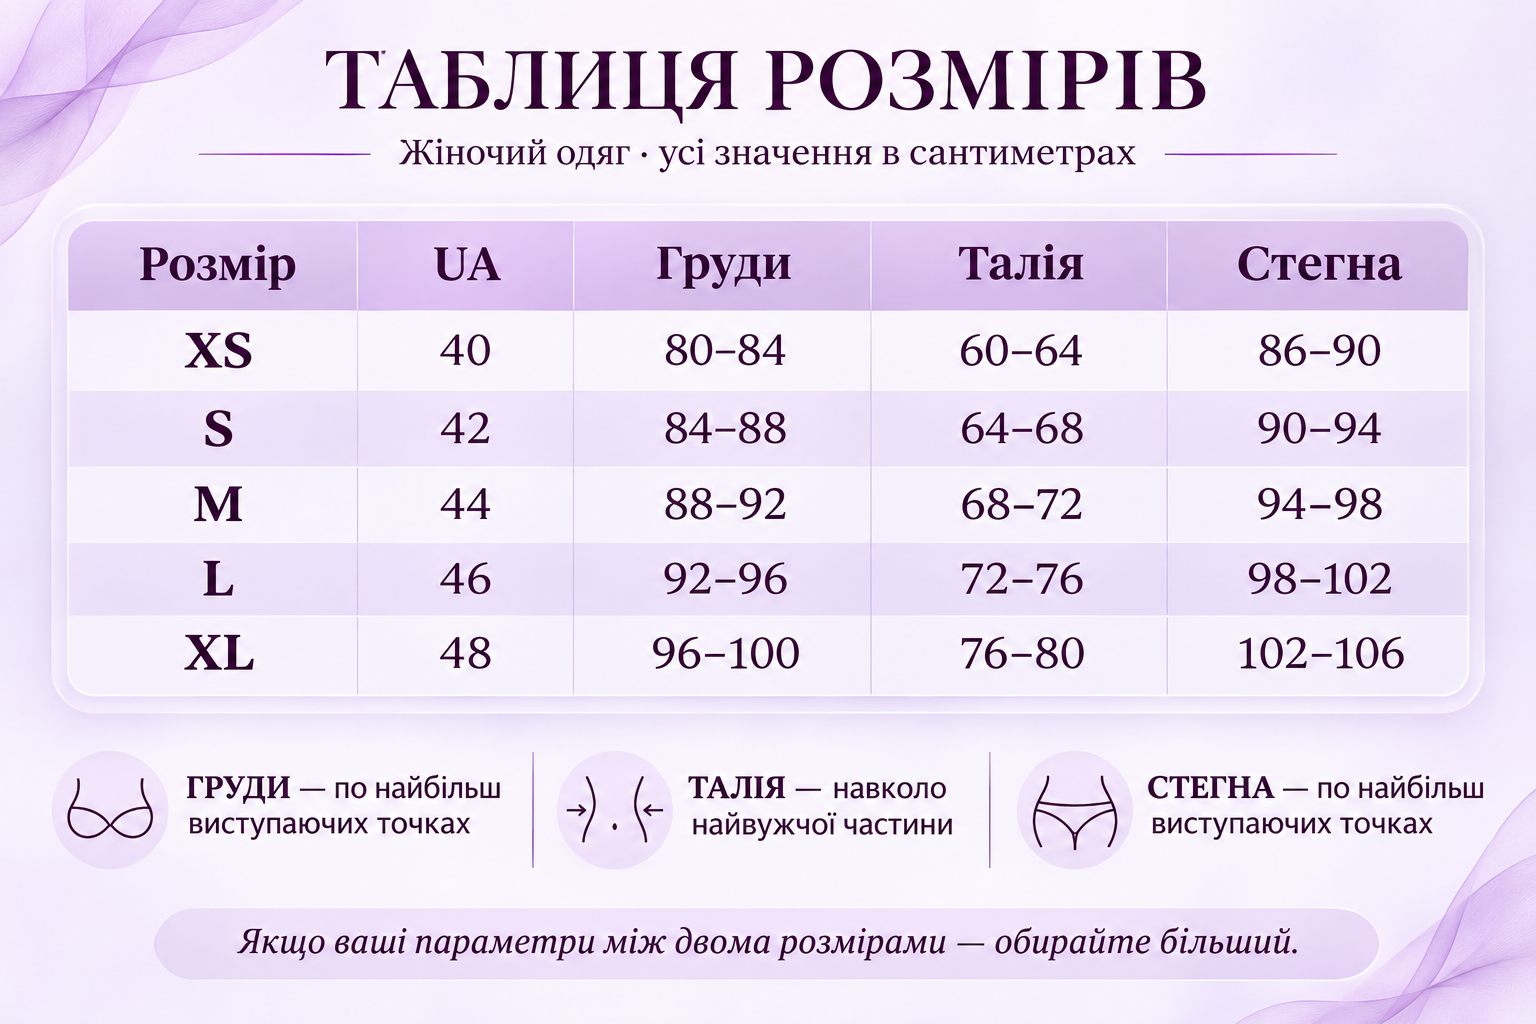 ТАБЛИЦЯ РОЗМІРІВ
Жіночий одяг · усі значення в сантиметрах
Розмір UA Груди Талія Стегна
XS 40 80–84 60–64 86–90
S 42 84–88 64–68 90–94
M 44 88–92 68–72 94–98
L 46 92–96 72–76 98–102
XL 48 96–100 76–80 102–106
ГРУДИ — по найбільш
виступаючих точках
ТАЛІЯ — навколо
найвужчої частини
СТЕГНА — по найбільш
виступаючих точках
Якщо ваші параметри між двома розмірами — обирайте більший.